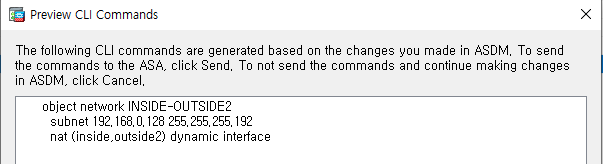 Preview CLI Commands
The following CLI commands are generated based on the changes you made in ASDM. To send
the commands to the ASA, click Send. To not send the commands and continue making changes
in ASDM, click Cancel.
object network INSIDE-OUTSIDE2
subnet 192.168.0.128 255.255.255.192
nat (inside,outside2) dynamic interface